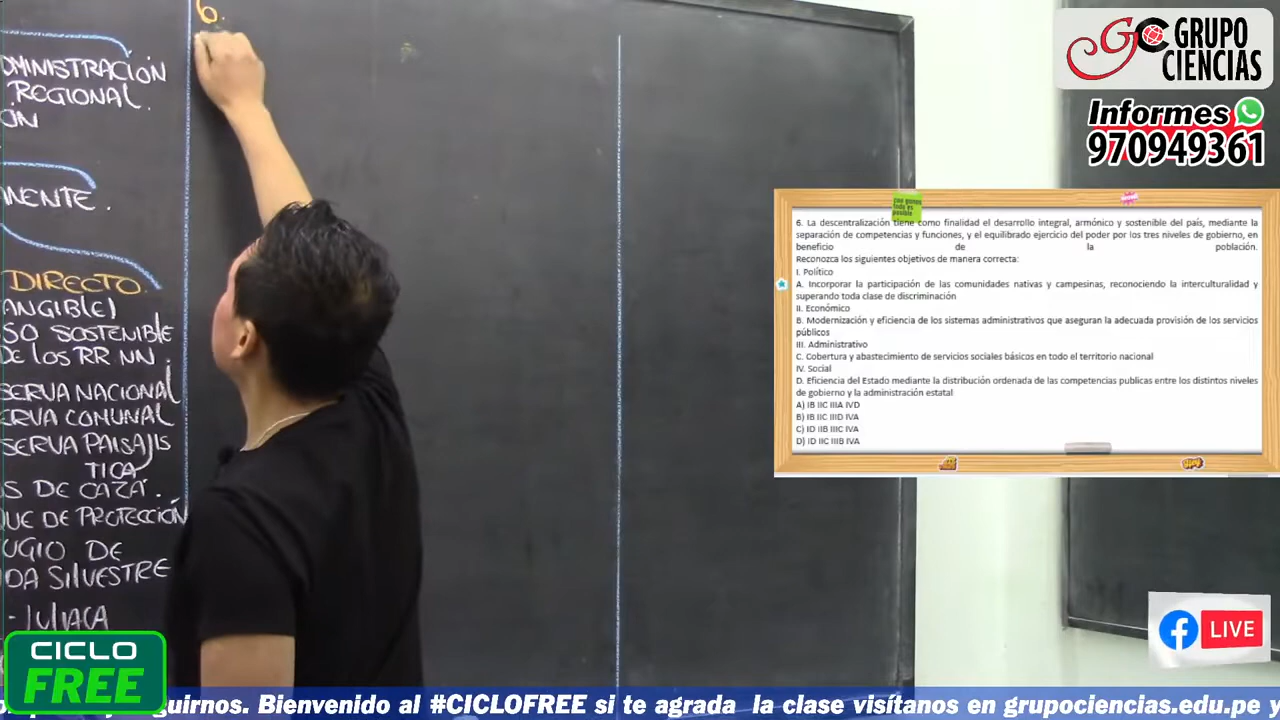 6.
DMINISTRACIÓN
REGIONAL.
ÓN
MENTE.
DIRECTO.
SO SOSTENIBLE
DE LOS RR.NN.
SERVA NACIONAL
ERVA COMUNAL
SERVA PAISAJIS
TICA
S DE CAZA.
UE DE PROTECCIÓN
UGIO DE
DA SILVESTRE
GC GRUPO
CIENCIAS
Informes
970949361
6. La descentralización tiene como finalidad el desarrollo integral, armónico y sostenible del país, mediante la
separación de competencias y funciones, y el equilibrado ejercicio del poder por los tres niveles de gobierno, en
beneficio de la población.
Reconozca los siguientes objetivos de manera correcta:
I. Político
A. Incorporar la participación de las comunidades nativas y campesinas, reconociendo la interculturalidad y
superando toda clase de discriminación
II. Económico
B. Modernización y eficiencia de los sistemas administrativos que aseguran la adecuada provisión de los servicios
públicos
III. Administrativo
C. Cobertura y abastecimiento de servicios sociales básicos en todo el territorio nacional
IV. Social
D. Eficiencia del Estado mediante la distribución ordenada de las competencias publicas entre los distintos niveles
de gobierno y la administración estatal
A) IB IIC IIIA IVD
B) IB IIC IIID IVA
C) ID IIB IIIC IVA
D) ID IIC IIIB IVA
f LIVE
CICLO
FREE
guirnos. Bienvenido al #CICLOFREE si te agrada la clase visítanos en grupociencias.edu.pe y